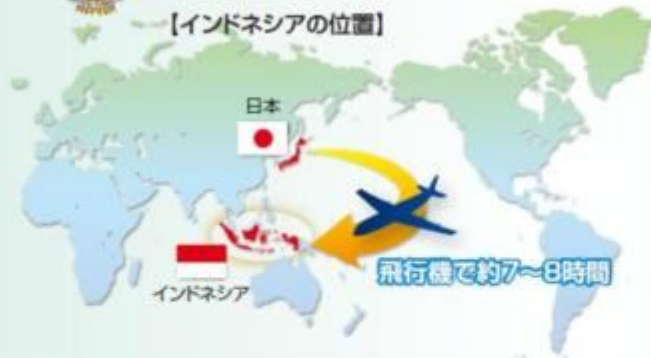 【インドネシアの位置】
日本
飛行機で約7～8時間
インドネシア